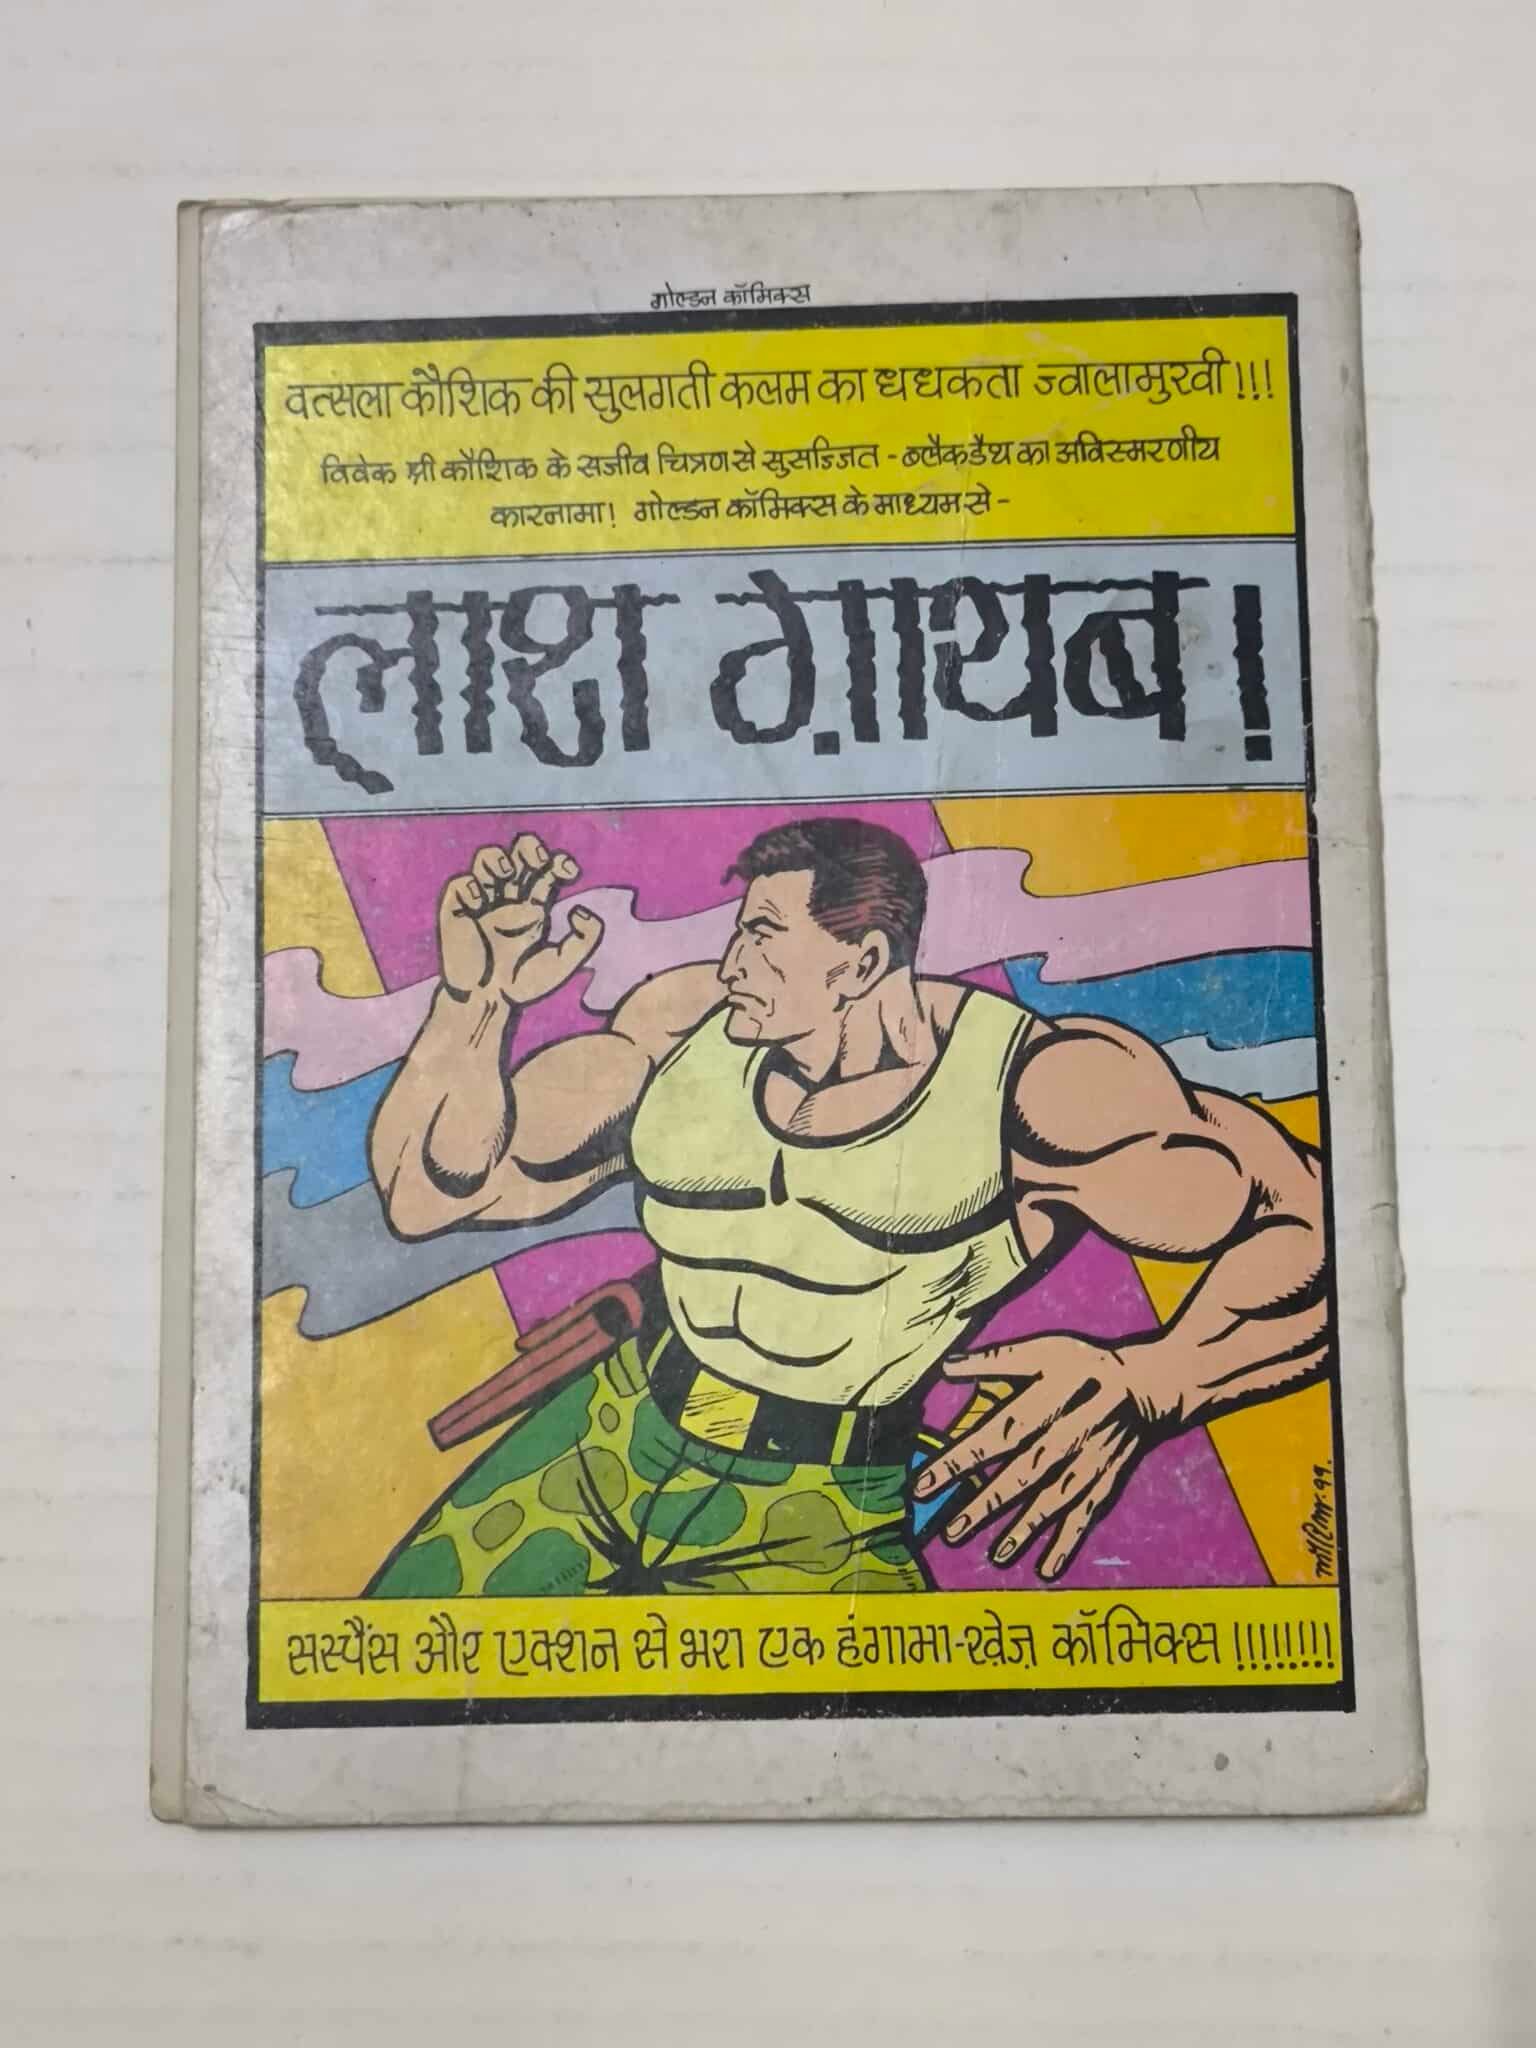 गोल्डन कॉमिक्स
वत्सला कौशिक की सुलगती कलम का धधकता ज्वालामुखी!!!
विवेक श्री कौशिक के सजीव चित्रण से सुसज्जित - ब्लैकडैथ का अविस्मरणीय
कारनामा! गोल्डन कॉमिक्स के माध्यम से -
लाश ग़ायब!
सस्पैंस और एक्शन से भरा एक हंगामा-खेज़ कॉमिक्स !!!!!!!!